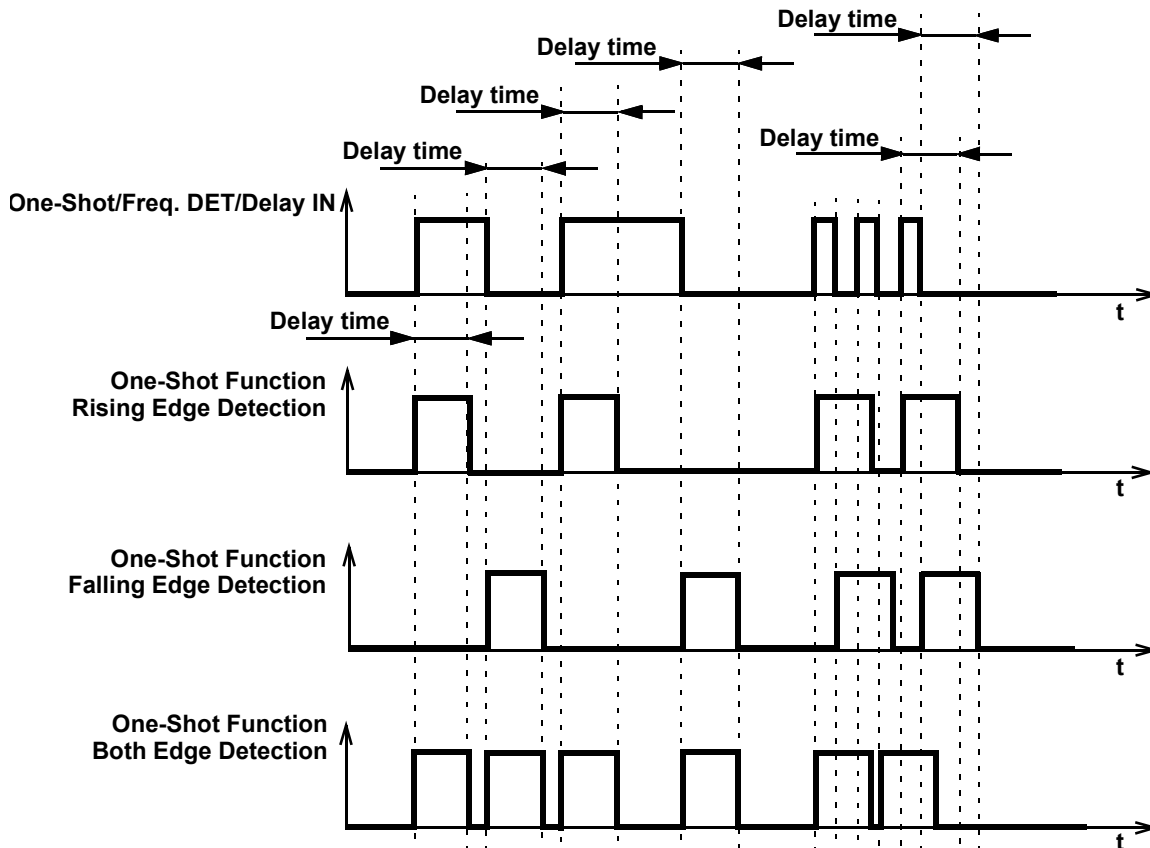 Delay time
Delay time
Delay time
Delay time
Delay time
One-Shot/Freq. DET/Delay IN
t
Delay time
One-Shot Function
Rising Edge Detection
t
One-Shot Function
Falling Edge Detection
t
One-Shot Function
Both Edge Detection
t